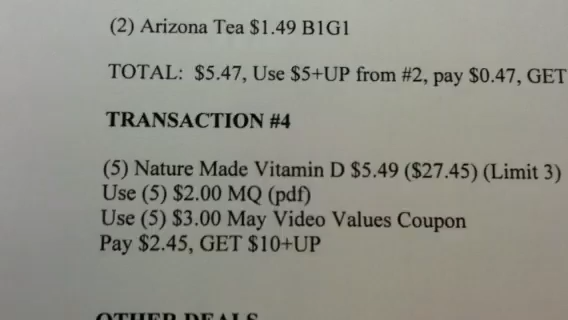 (2) Arizona Tea $1.49 B1G1
TOTAL: $5.47, Use $5+UP from #2, pay $0.47, GET
TRANSACTION #4
(5) Nature Made Vitamin D $5.49 ($27.45) (Limit 3)
Use (5) $2.00 MQ (pdf)
Use (5) $3.00 May Video Values Coupon
Pay $2.45, GET $10+UP
OTHER DEALS